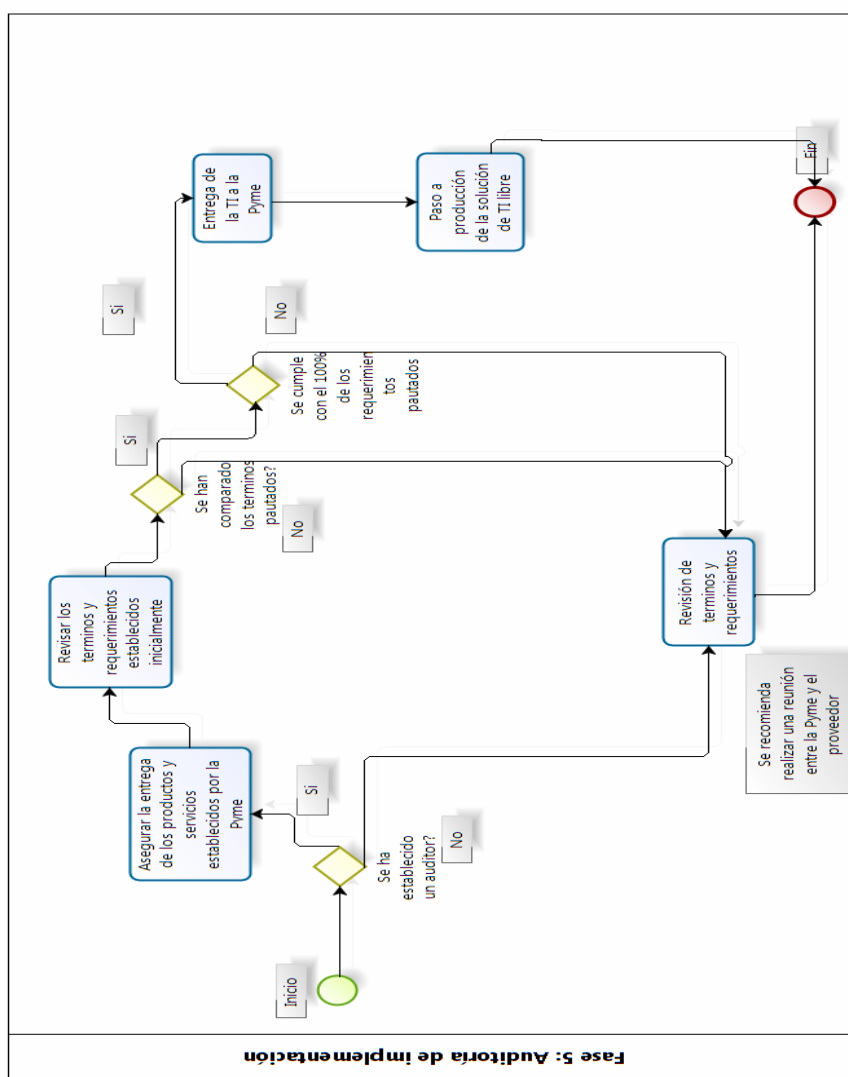 Fase 5: Auditoría de implementación
Inicio
Se ha
establecido
un auditor?
Si
No
Asegurar la entrega
de los productos y
servicios
establecidos por la
Pyme
Revisar los
terminos y
requerimientos
establecidos
inicialmente
Se han
comparado
los terminos
pautados?
Si
No
Se cumple
con el 100%
de los
requerimien
tos
pautados
Si
No
Entrega de
la TI a la
Pyme
Paso a
producción
de la solución
de TI libre
Revisión de
terminos y
requerimientos
Se recomienda
realizar una reunión
entre la Pyme y el
proveedor
Fin